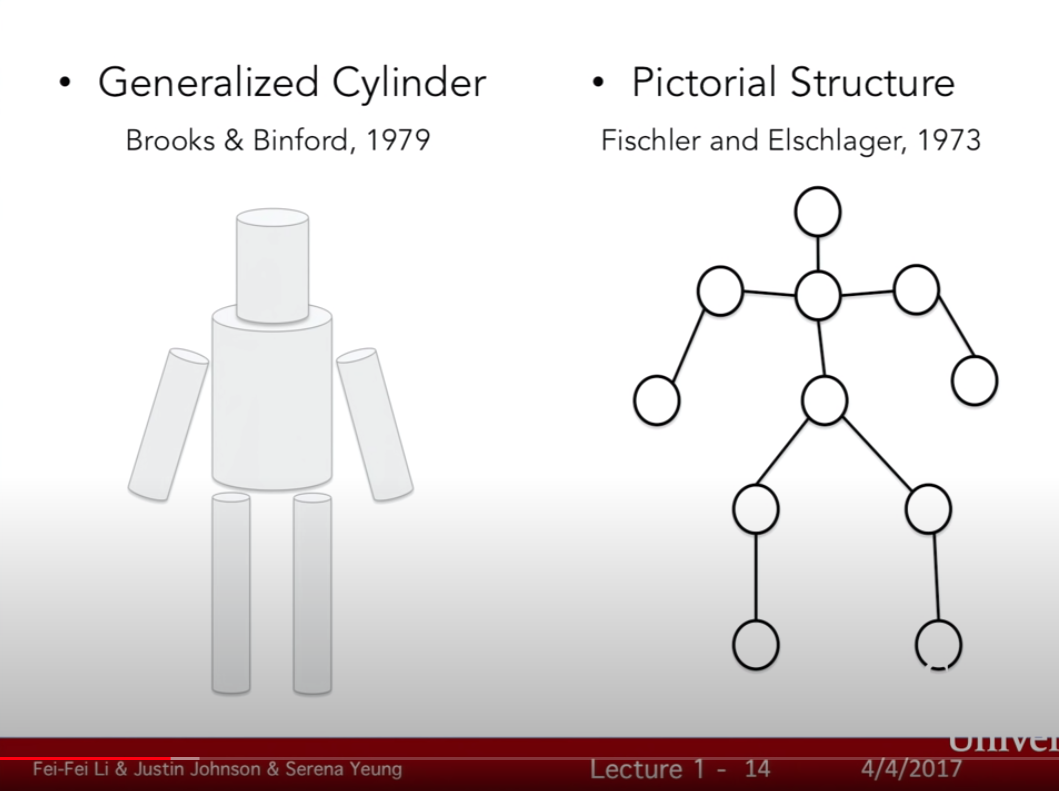 • Generalized Cylinder
Brooks & Binford, 1979
• Pictorial Structure
Fischler and Elschlager, 1973
Fei-Fei Li & Justin Johnson & Serena Yeung
Lecture 1 - 14
4/4/2017